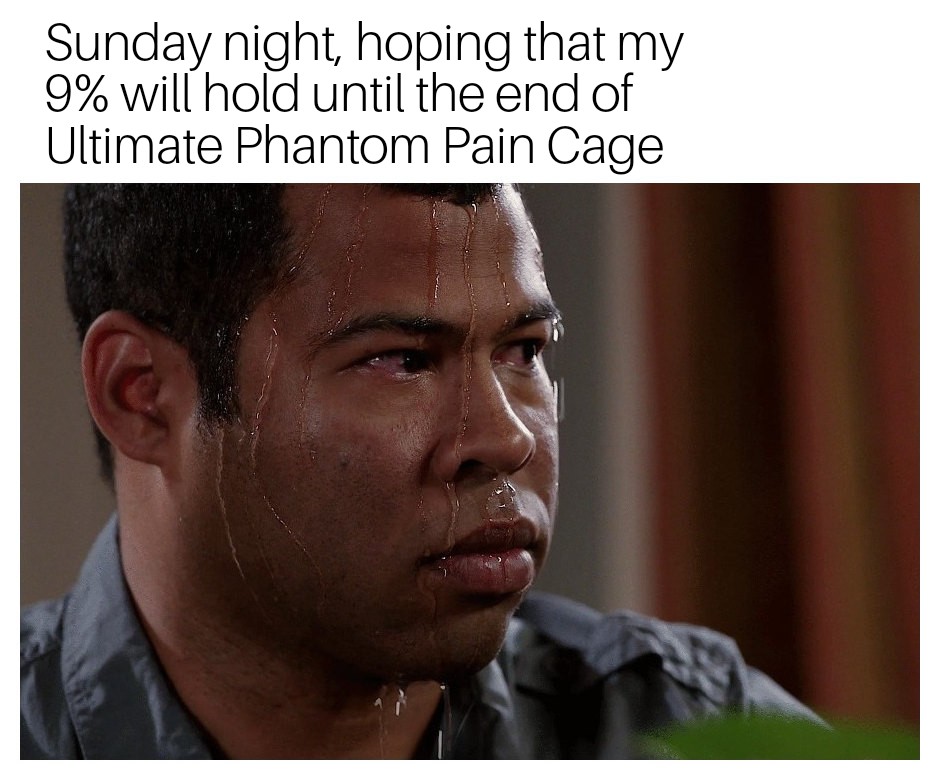 Sunday night, hoping that my
9% will hold until the end of
Ultimate Phantom Pain Cage